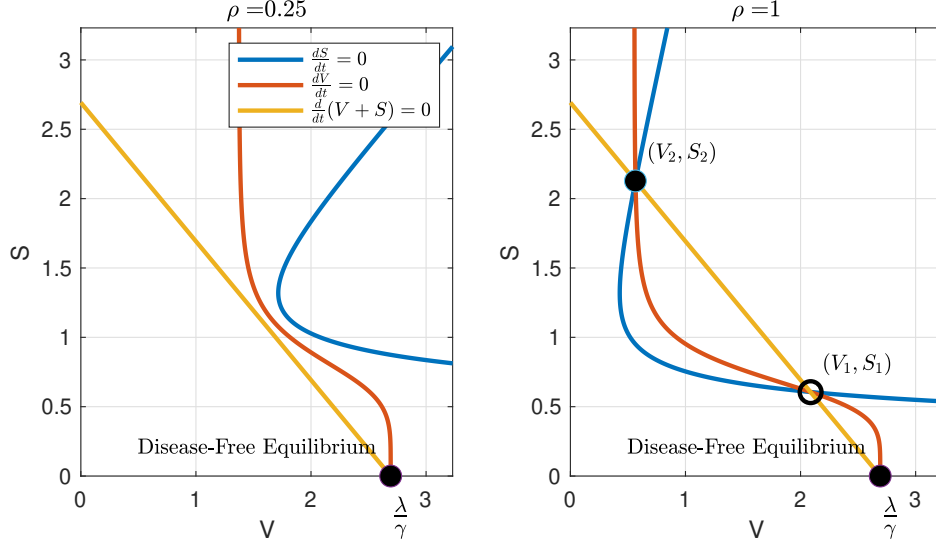 ρ = 0.25
dS/dt = 0
dV/dt = 0
d/dt (V + S) = 0
S
3
2.5
2
1.5
1
0.5
0
Disease-Free Equilibrium
0
1
2
3
λ/γ
V
ρ = 1
(V₂, S₂)
(V₁, S₁)
S
3
2.5
2
1.5
1
0.5
0
Disease-Free Equilibrium
0
1
2
3
λ/γ
V